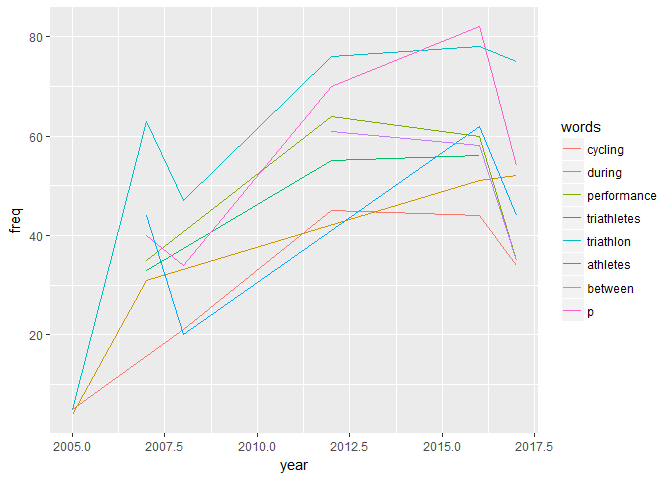 80
60
40
20
freq
2005.0 2007.5 2010.0 2012.5 2015.0 2017.5
year
words
cycling
during
performance
triathletes
triathlon
athletes
between
p